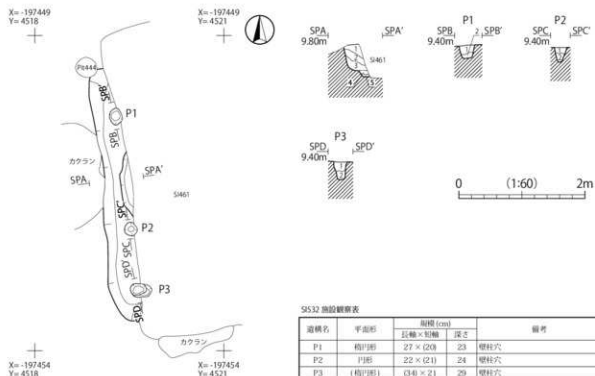 X= -197449
Y= 4518
X= -197449
Y= 4521
Pit444
SPB
P1
SPB'
カクラン
SPA
SPA'
SI461
SPC
P2
SPC'
SPD'
P3
SPD
カクラン
X= -197454
Y= 4518
X= -197454
Y= 4521
SPA SPA'
9.80m
SI461
4
5
P1
SPB SPB'
9.40m
2
P2
SPC SPC'
9.40m
P3
SPD SPD'
9.40m
0 (1:60) 2m
SI532 施設観察表
遺構名 平面形 規模(cm) 備考
長軸×短軸 深さ
P1 楕円形 27 × (20) 23 壁柱穴
P2 円形 22 × (21) 24 壁柱穴
P3 (楕円形) (34) × 21 29 壁柱穴